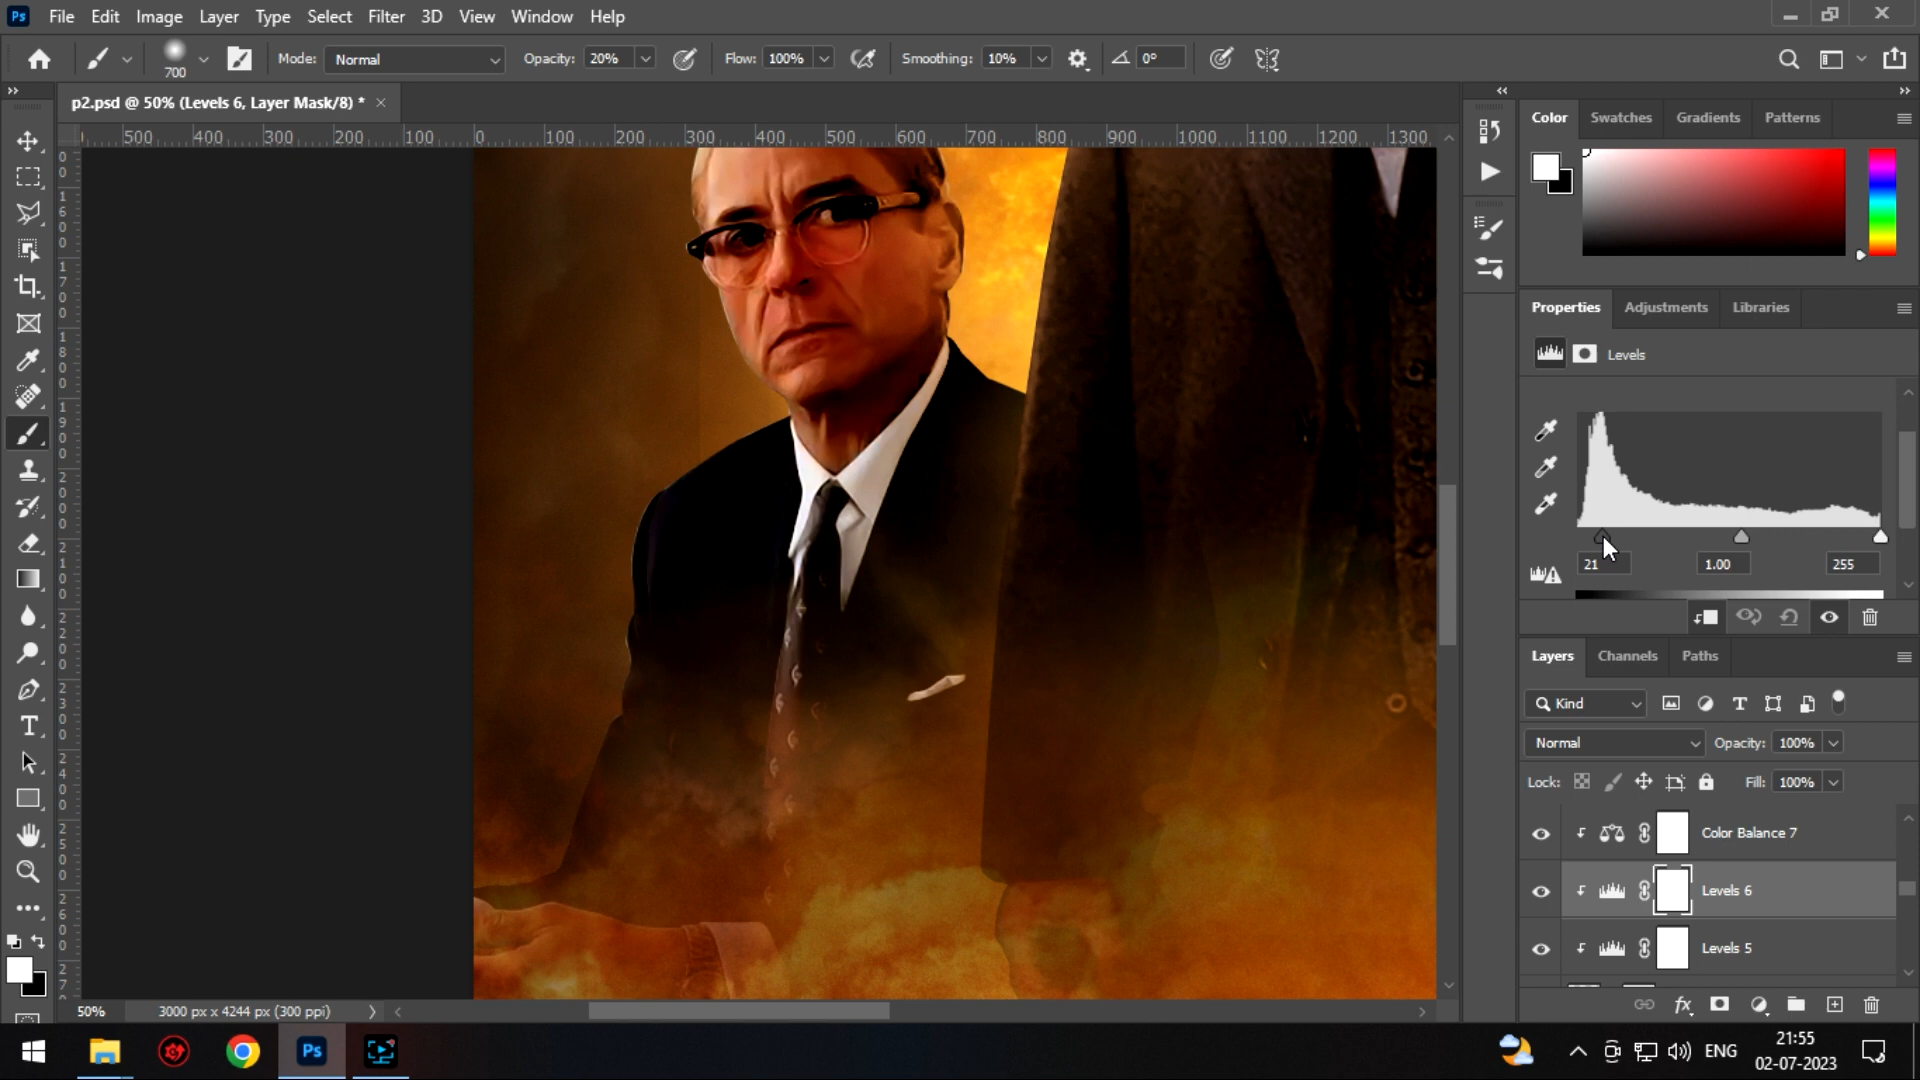 Ps File Edit Image Layer Type Select Filter 3D View Window Help
700 Mode: Normal Opacity: 20% Flow: 100% Smoothing: 10% 0°
p2.psd @ 50% (Levels 6, Layer Mask/8) *
500 400 300 200 100 0 100 200 300 400 500 600 700 800 900 1000 1100 1200 1300
Color Swatches Gradients Patterns
Properties Adjustments Libraries
Levels
21 1.00 255
Layers Channels Paths
Kind
Normal Opacity: 100%
Lock: Fill: 100%
Color Balance 7
Levels 6
Levels 5
50% 3000 px x 4244 px (300 ppi)
Ps ENG 21:55
02-07-2023